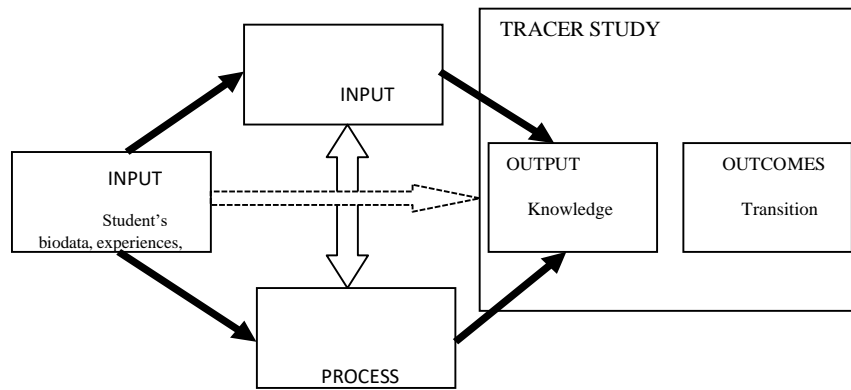 TRACER STUDY
INPUT
INPUT
Student's
biodata, experiences,
OUTPUT
Knowledge
OUTCOMES
Transition
PROCESS